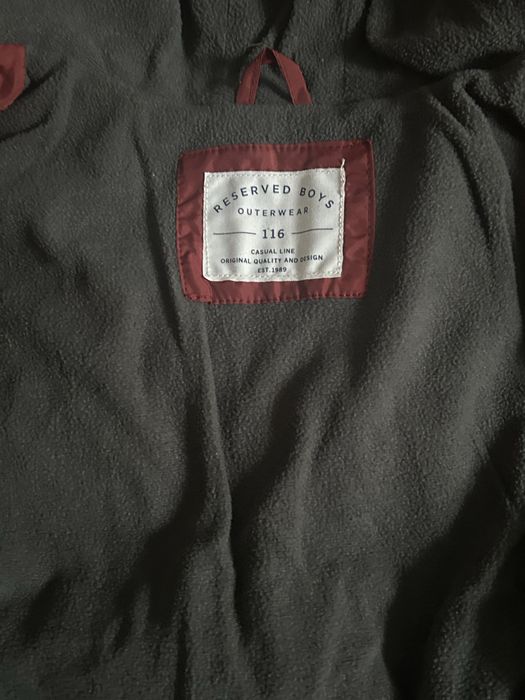 RESERVED BOYS
OUTERWEAR
116
CASUAL LINE
ORIGINAL QUALITY AND DESIGN
EST.1989